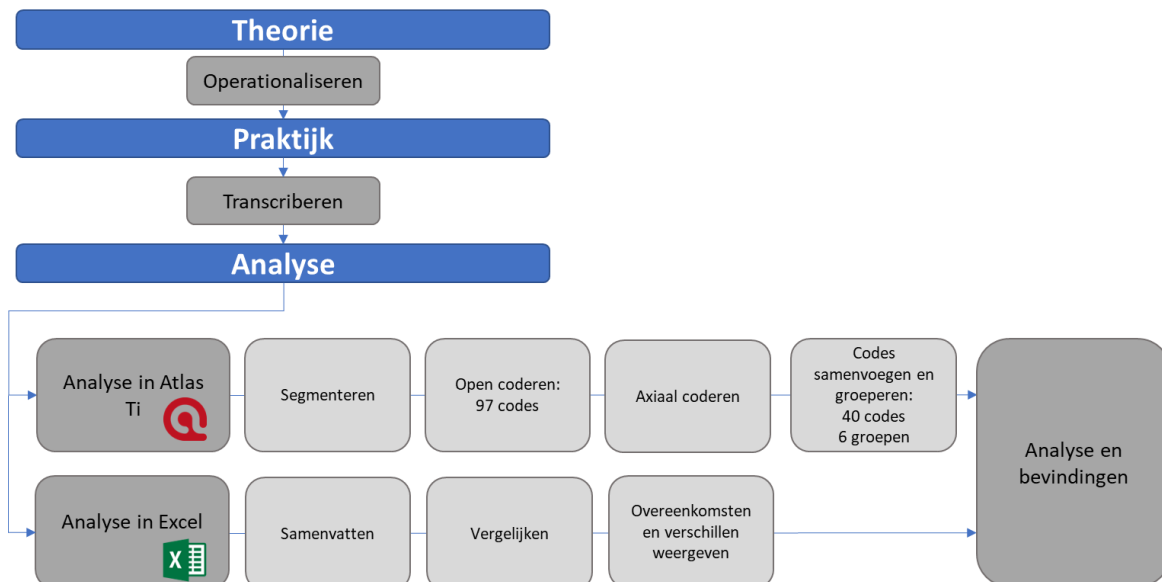 Theorie
Operationaliseren
Praktijk
Transcriberen
Analyse
Analyse in Atlas
Ti
Segmenteren
Open coderen:
97 codes
Axiaal coderen
Codes
samenvoegen en
groeperen:
40 codes
6 groepen
Analyse en
bevindingen
Analyse in Excel
X
Samenvatten
Vergelijken
Overeenkomsten
en verschillen
weergeven